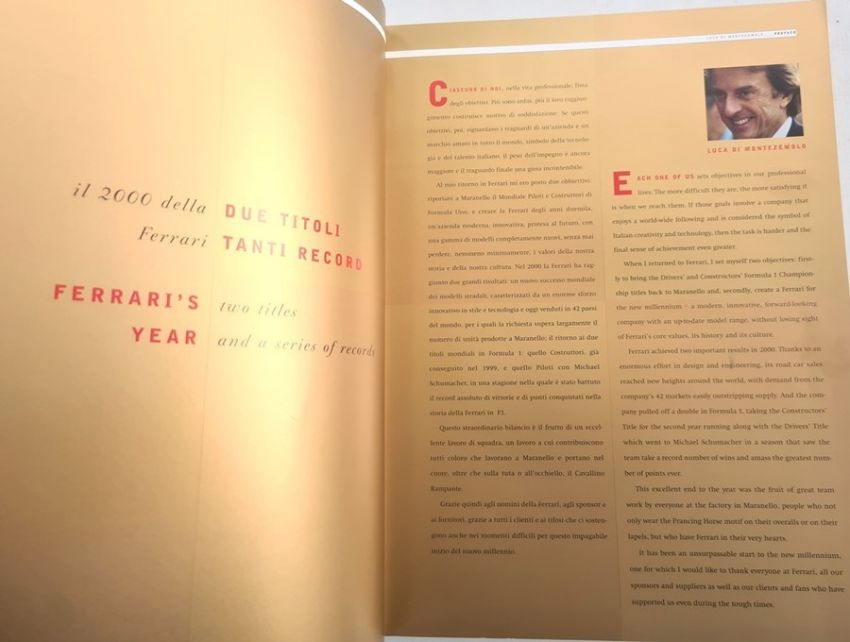 il 2000 della
Ferrari
DUE TITOLI
TANTI RECORD
FERRARI'S
YEAR
two titles
and a series of records
LUCA DI MONTEZEMOLO PREFACE
CIASCUNO DI NOI, nella vita professionale, fissa
degli obiettivi. Più sono ardui, più il loro raggiun-
gimento costituisce motivo di soddisfazione. Se questi
obiettivi, poi, riguardano i traguardi di un'azienda e un
marchio amato in tutto il mondo, simbolo della tecnolo-
gia e del talento italiano, il peso dell'impegno è ancora
maggiore e il traguardo finale una gioia incontenibile.
Al mio ritorno in Ferrari mi ero posto due obbiettivi:
riportare a Maranello il Mondiale Piloti e Costruttori di
Formula Uno, e creare la Ferrari degli anni duemila,
un'azienda moderna, innovativa, protesa al futuro, con
una gamma di modelli completamente nuovi, senza mai
perdere, nemmeno minimamente, i valori della nostra
storia e della nostra cultura. Nel 2000 la Ferrari ha rag-
giunto due grandi risultati: un nuovo successo mondiale
dei modelli stradali, caratterizzati da un enorme sforzo
innovativo in stile e tecnologia e oggi venduti in 42 paesi
del mondo, per i quali la richiesta supera largamente il
numero di unità prodotte a Maranello; il ritorno ai due
titoli mondiali in Formula 1: quello Costruttori, già
conseguito nel 1999, e quello Piloti con Michael
Schumacher, in una stagione nella quale è stato battuto
il record assoluto di vittorie e di punti conquistati nella
storia della Ferrari in F1.
Questo straordinario bilancio è il frutto di un eccel-
lente lavoro di squadra, un lavoro a cui contribuiscono
tutti coloro che lavorano a Maranello e portano nel
cuore, oltre che sulla tuta o all'occhiello, il Cavallino
Rampante.
Grazie quindi agli uomini della Ferrari, agli sponsor e
ai fornitori, grazie a tutti i clienti e ai tifosi che ci sosten-
gono anche nei momenti difficili per questo impagabile
inizio del nuovo millennio.
LUCA DI MONTEZEMOLO
EACH ONE OF US sets objectives in our professional
lives. The more difficult they are, the more satisfying it
is when we reach them. If those goals involve a company that
enjoys a world-wide following and is considered the symbol of
Italian creativity and technology, then the task is harder and the
final sense of achievement even greater.
When I returned to Ferrari, I set myself two objectives: first-
ly to bring the Drivers' and Constructors' Formula 1 Champion-
ship titles back to Maranello and, secondly, create a Ferrari for
the new millennium – a modern, innovative, forward-looking
company with an up-to-date model range, without losing sight
of Ferrari's core values, its history and its culture.
Ferrari achieved two important results in 2000. Thanks to an
enormous effort in design and engineering, its road car sales
reached new heights around the world, with demand from the
company's 42 markets easily outstripping supply. And the com-
pany pulled off a double in Formula 1, taking the Constructors'
Title for the second year running along with the Drivers' Title
which went to Michael Schumacher in a season that saw the
team take a record number of wins and amass the greatest num-
ber of points ever.
This excellent end to the year was the fruit of great team
work by everyone at the factory in Maranello, people who not
only wear the Prancing Horse motif on their overalls or on their
lapels, but who have Ferrari in their very hearts.
It has been an unsurpassable start to the new millennium,
one for which I would like to thank everyone at Ferrari, all our
sponsors and suppliers as well as our clients and fans who have
supported us even during the tough times.